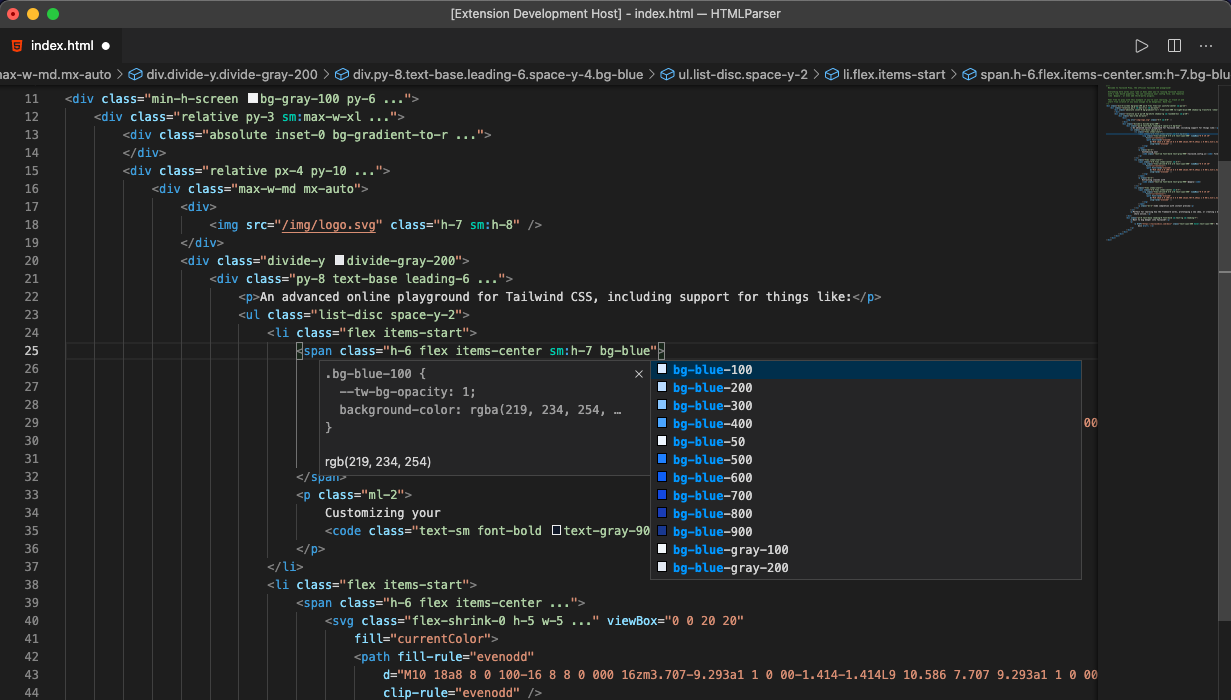 [Extension Development Host] - index.html — HTMLParser
index.html
ax-w-md.mx-auto > div.divide-y.divide-gray-200 > div.py-8.text-base.leading-6.space-y-4.bg-blue > ul.list-disc.space-y-2 > li.flex.items-start > span.h-6.flex.items-center.sm:h-7.bg-blu
11 <div class="min-h-screen bg-gray-100 py-6 ...">
12 <div class="relative py-3 sm:max-w-xl ...">
13 <div class="absolute inset-0 bg-gradient-to-r ...">
14 </div>
15 <div class="relative px-4 py-10 ...">
16 <div class="max-w-md mx-auto">
17 <div>
18 <img src="/img/logo.svg" class="h-7 sm:h-8" />
19 </div>
20 <div class="divide-y divide-gray-200">
21 <div class="py-8 text-base leading-6 ...">
22 <p>An advanced online playground for Tailwind CSS, including support for things like:</p>
23 <ul class="list-disc space-y-2">
24 <li class="flex items-start">
25 <span class="h-6 flex items-center sm:h-7 bg-blue">
26
27
28
29 00
30
31
32 </span>
33 <p class="ml-2">
34 Customizing your
35 <code class="text-sm font-bold text-gray-90
36 </p>
37 </li>
38 <li class="flex items-start">
39 <span class="h-6 flex items-center ...">
40 <svg class="flex-shrink-0 h-5 w-5 ..." viewBox="0 0 20 20"
41 fill="currentColor">
42 <path fill-rule="evenodd"
43 d="M10 18a8 8 0 100-16 8 8 0 000 16zm3.707-9.293a1 1 0 00-1.414-1.414L9 10.586 7.707 9.293a1 1 0 00
44 clip-rule="evenodd" />
.bg-blue-100 {
--tw-bg-opacity: 1;
background-color: rgba(219, 234, 254, …
}
rgb(219, 234, 254)
bg-blue-100
bg-blue-200
bg-blue-300
bg-blue-400
bg-blue-50
bg-blue-500
bg-blue-600
bg-blue-700
bg-blue-800
bg-blue-900
bg-blue-gray-100
bg-blue-gray-200